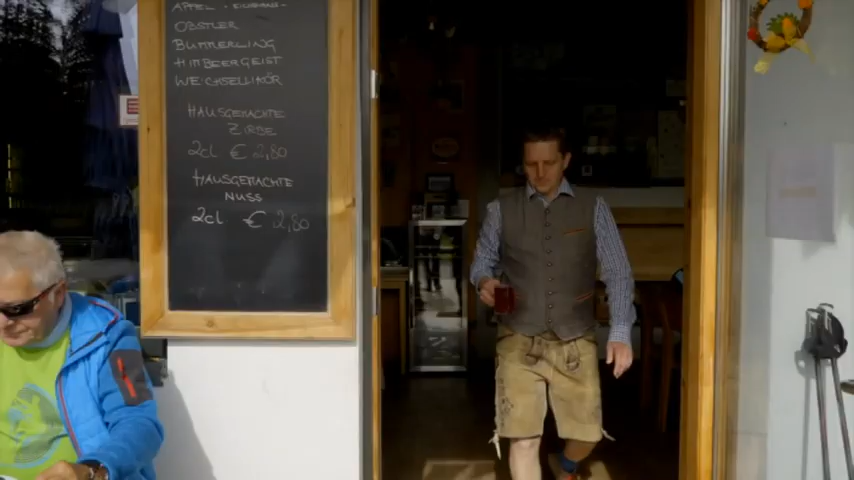 OBSTLER
BUTTERLING
HIMBEERGEIST
WEICHSELLIKÖR
HAUSGEMACHTE
ZIRBE
2cl € 2,80
HAUSGEMACHTE
NUSS
2cl € 2,80